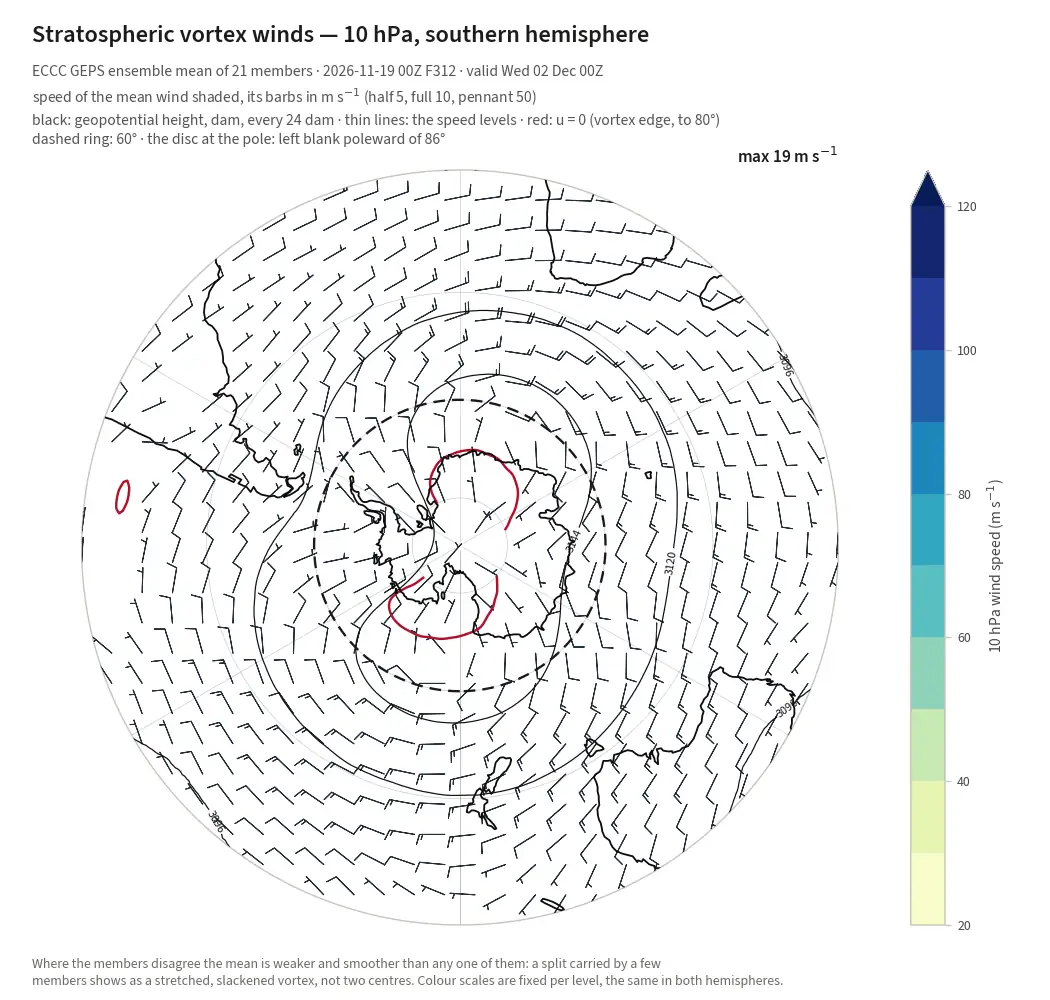 Stratospheric vortex winds — 10 hPa, southern hemisphere
ECCC GEPS ensemble mean of 21 members · 2026-11-19 00Z F312 · valid Wed 02 Dec 00Z
speed of the mean wind shaded, its barbs in m s⁻¹ (half 5, full 10, pennant 50)
black: geopotential height, dam, every 24 dam · thin lines: the speed levels · red: u = 0 (vortex edge, to 80°)
dashed ring: 60° · the disc at the pole: left blank poleward of 86°
max 19 m s⁻¹
120
100
80
60
40
20
10 hPa wind speed (m s⁻¹)
3096
3144
3120
3096
Where the members disagree the mean is weaker and smoother than any one of them: a split carried by a few
members shows as a stretched, slackened vortex, not two centres. Colour scales are fixed per level, the same in both hemispheres.